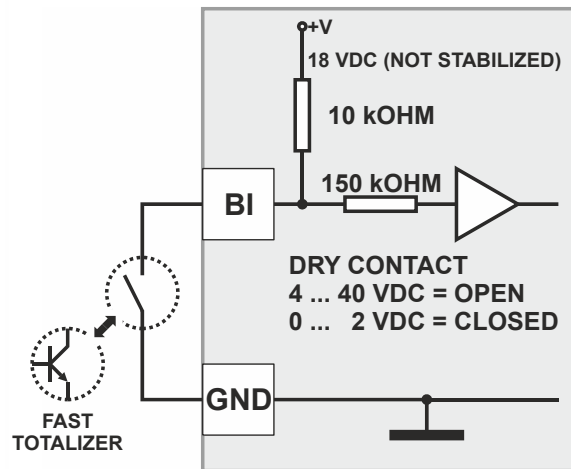 +V
18 VDC (NOT STABILIZED)
10 kOHM
150 kOHM
BI
DRY CONTACT
4 ... 40 VDC = OPEN
0 ... 2 VDC = CLOSED
GND
FAST
TOTALIZER